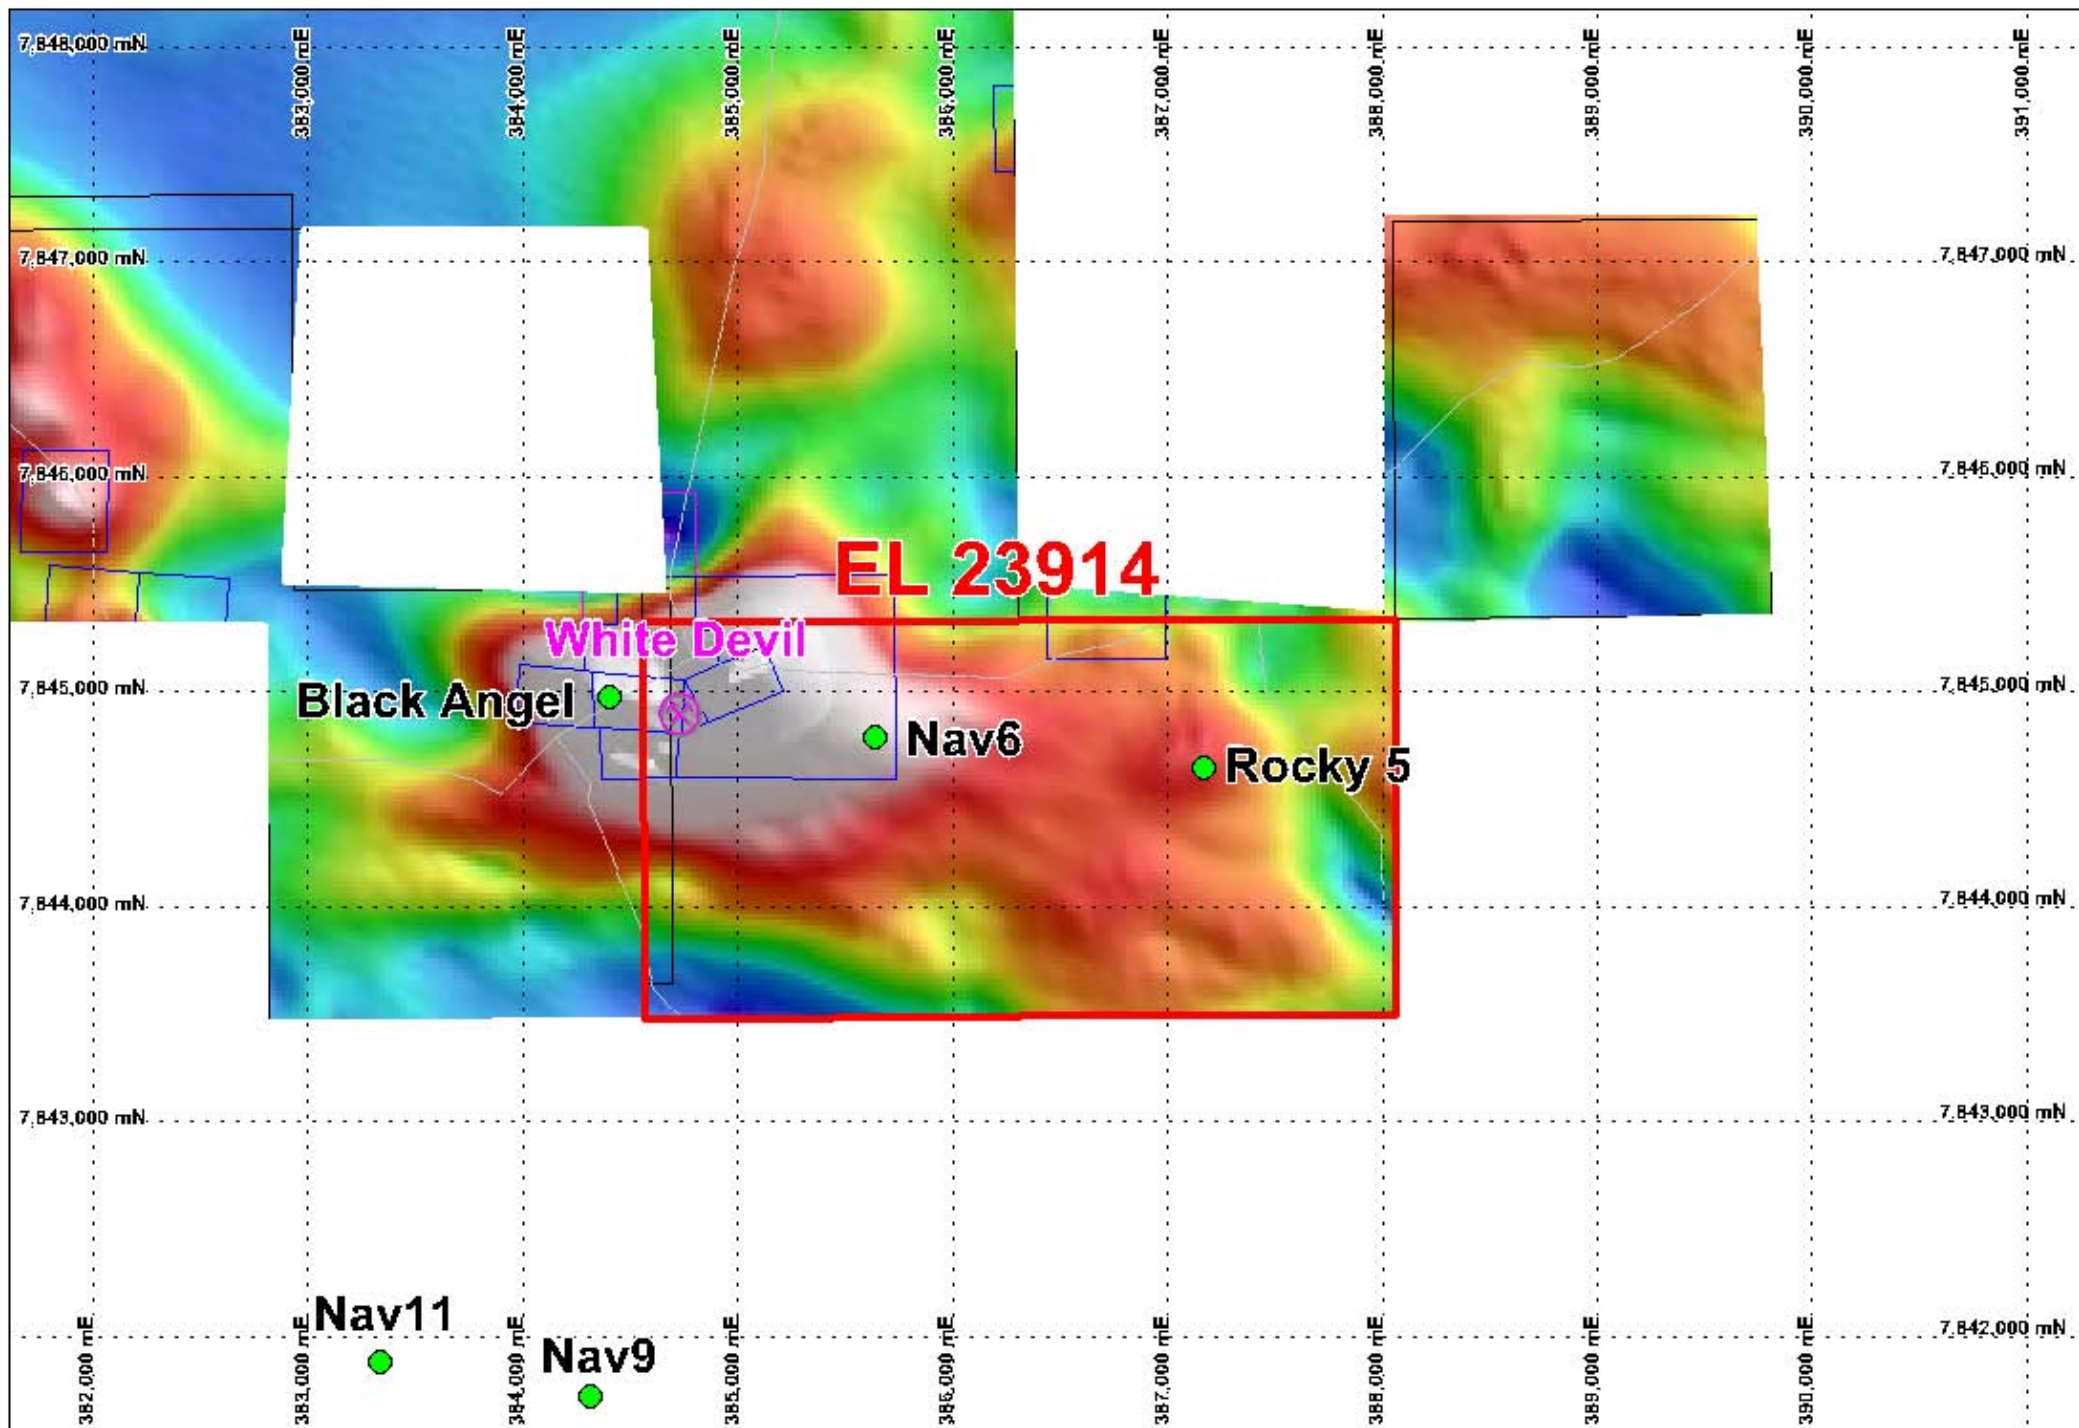 7,848,000 mN
383,000 mE
384,000 mE
385,000 mE
386,000 mE
387,000 mE
388,000 mE
389,000 mE
390,000 mE
391,000 mE
7,847,000 mN
7,847,000 mN
7,846,000 mN
7,846,000 mN
EL 23914
White Devil
7,845,000 mN
Black Angel
7,845,000 mN
Nav6
Rocky 5
7,844,000 mN
7,844,000 mN
7,843,000 mN
7,843,000 mN
Nav11
7,842,000 mN
Nav9
382,000 mE
383,000 mE
384,000 mE
385,000 mE
386,000 mE
387,000 mE
388,000 mE
389,000 mE
390,000 mE